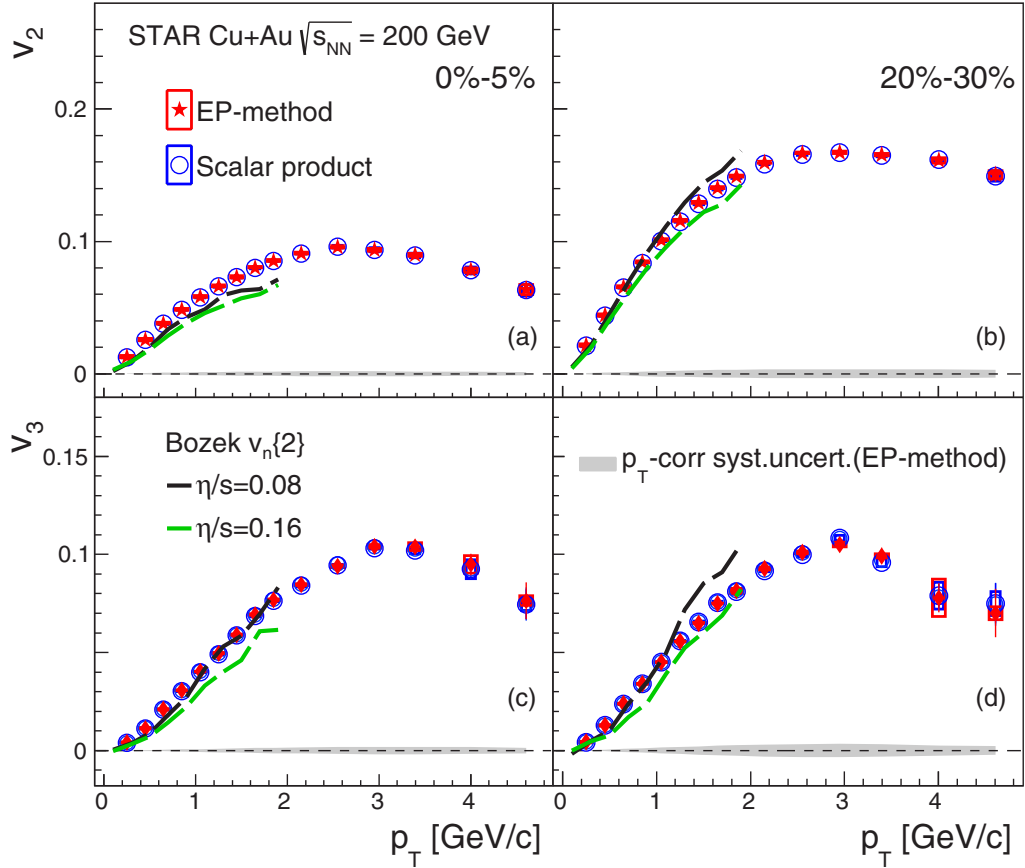 v₂
STAR Cu+Au √sNN = 200 GeV
0%-5%
20%-30%
EP-method
Scalar product
0.2
0.1
0
(a)
(b)
v₃
Bozek vn{2}
η/s=0.08
η/s=0.16
pT-corr syst.uncert.(EP-method)
0.15
0.1
0.05
0
(c)
(d)
0 1 2 3 4
0 1 2 3 4
pT [GeV/c]
pT [GeV/c]